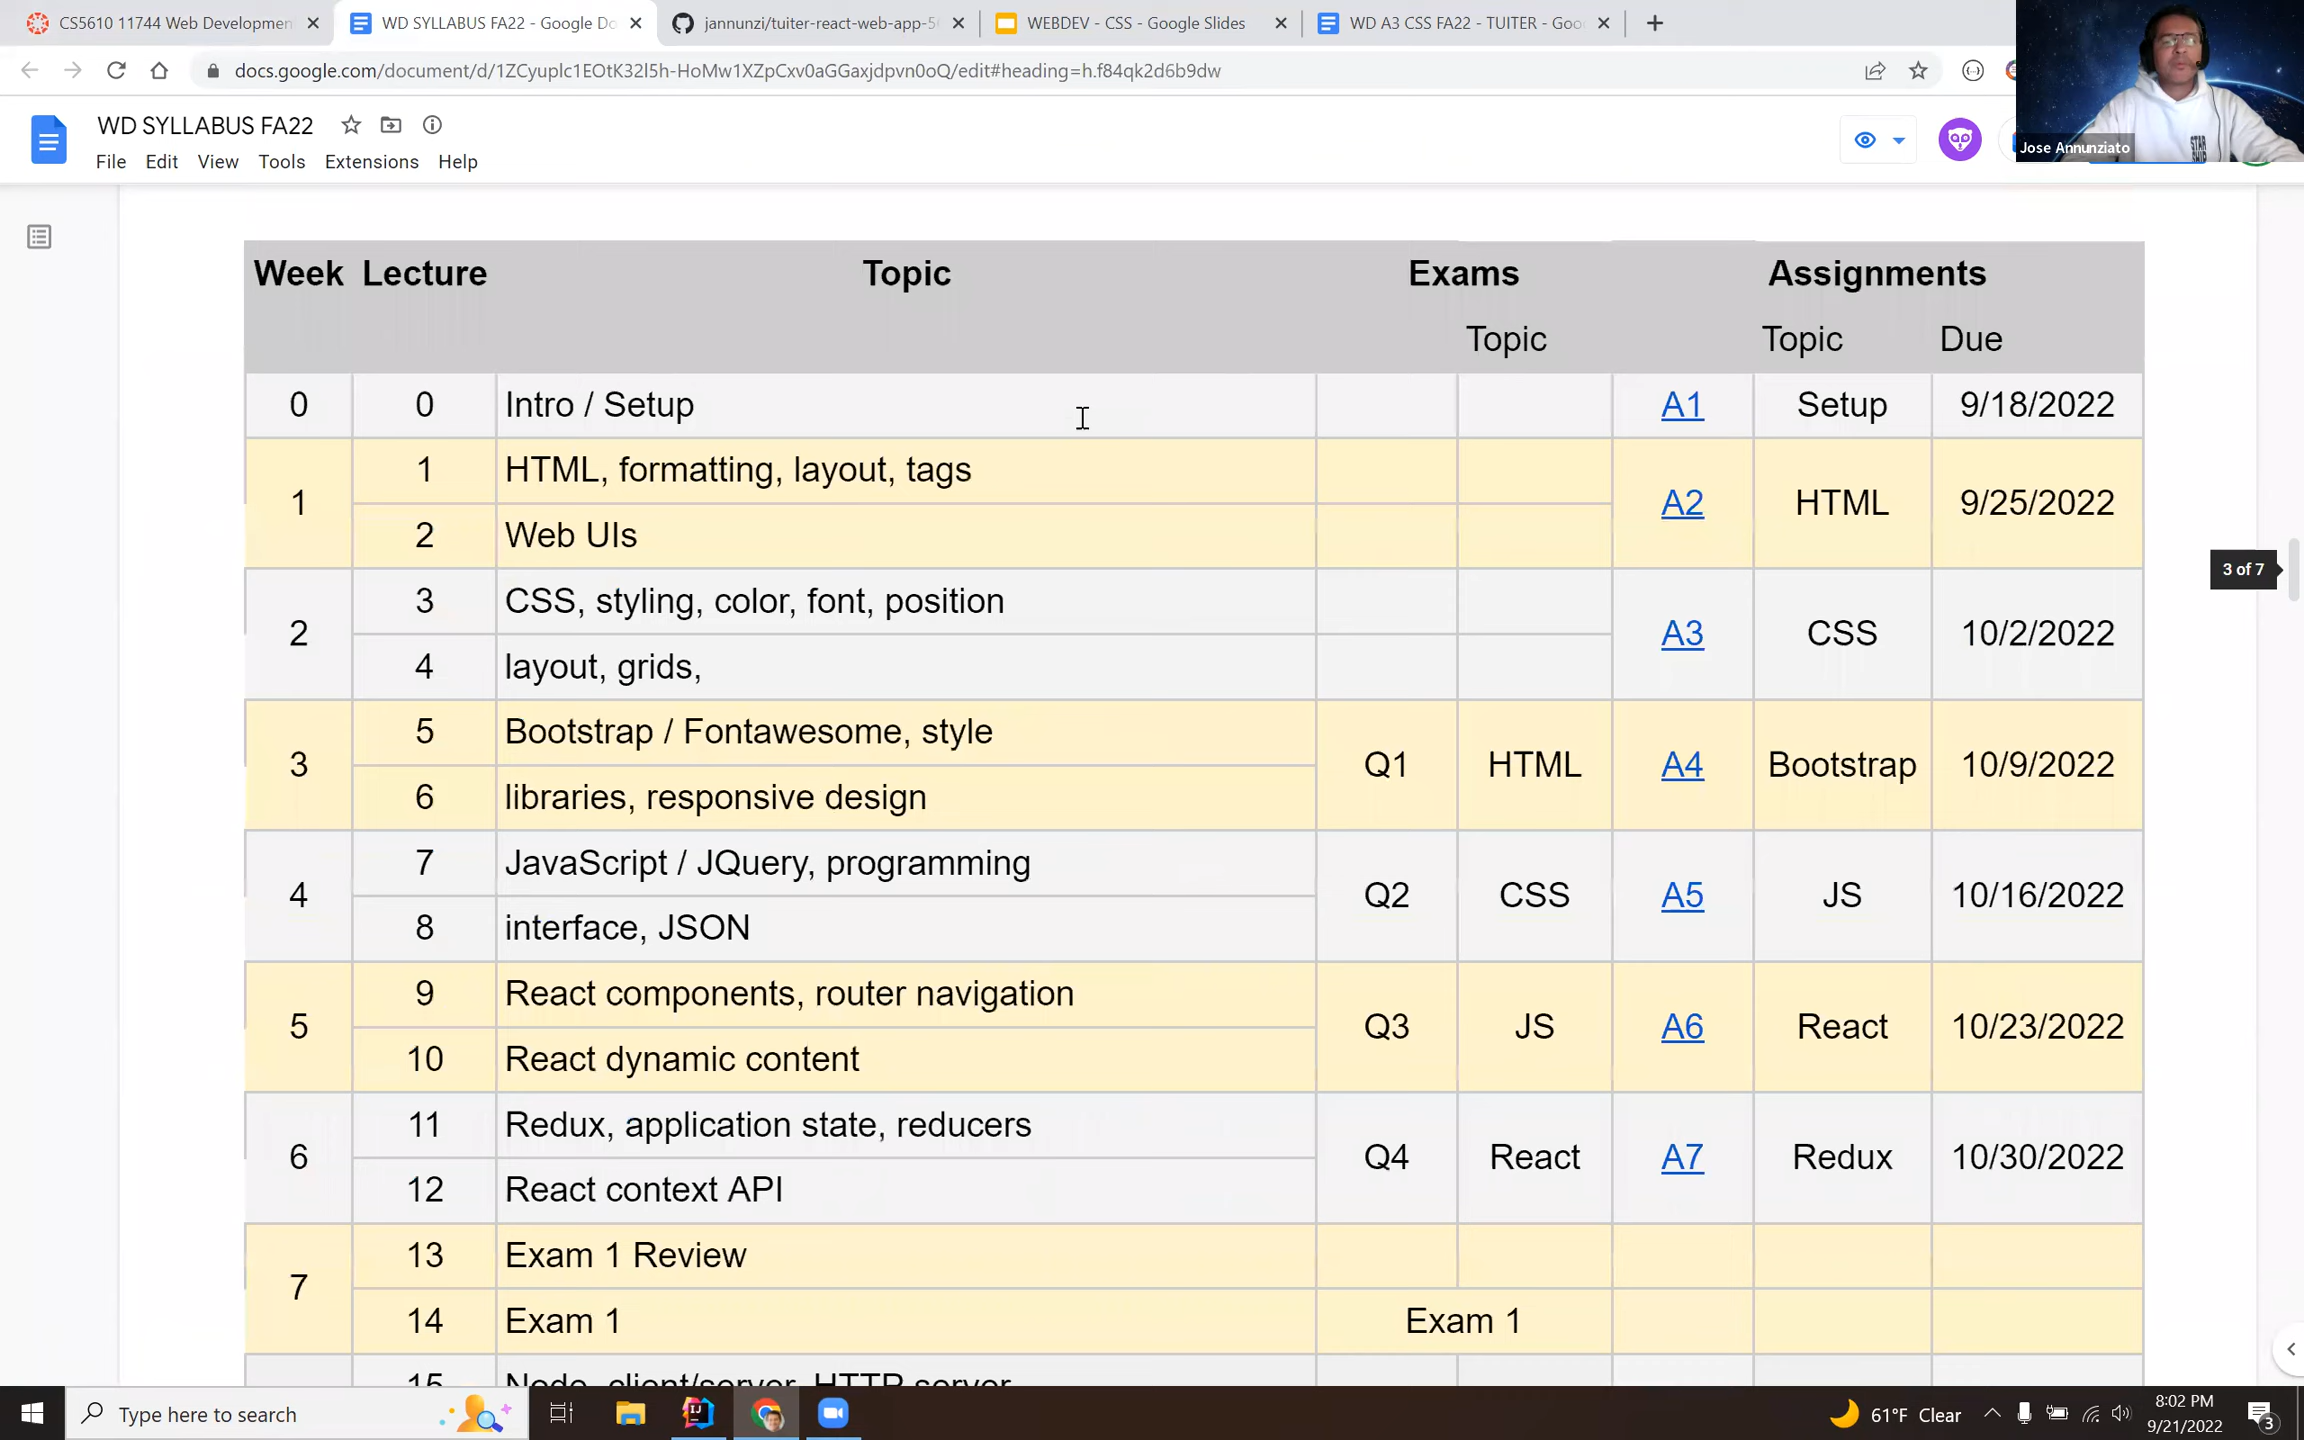 CS5610 11744 Web Developmen
WD SYLLABUS FA22 - Google Do
jannunzi/tuiter-react-web-app-5
WEBDEV - CSS - Google Slides
WD A3 CSS FA22 - TUITER - Goo
docs.google.com/document/d/1ZCyuplc1EOtK32l5h-HoMw1XZpCxv0aGGaxjdpvn0oQ/edit#heading=h.f84qk2d6b9dw
WD SYLLABUS FA22
File Edit View Tools Extensions Help
Jose Annunziato
Week Lecture Topic Exams Assignments
Topic Topic Due
0 0 Intro / Setup A1 Setup 9/18/2022
1 1 HTML, formatting, layout, tags A2 HTML 9/25/2022
2 Web UIs
2 3 CSS, styling, color, font, position A3 CSS 10/2/2022
4 layout, grids,
3 5 Bootstrap / Fontawesome, style Q1 HTML A4 Bootstrap 10/9/2022
6 libraries, responsive design
4 7 JavaScript / JQuery, programming Q2 CSS A5 JS 10/16/2022
8 interface, JSON
5 9 React components, router navigation Q3 JS A6 React 10/23/2022
10 React dynamic content
6 11 Redux, application state, reducers Q4 React A7 Redux 10/30/2022
12 React context API
7 13 Exam 1 Review
14 Exam 1 Exam 1
15 Node, client/server, HTTP server
3 of 7
Type here to search
61°F Clear
8:02 PM
9/21/2022
3